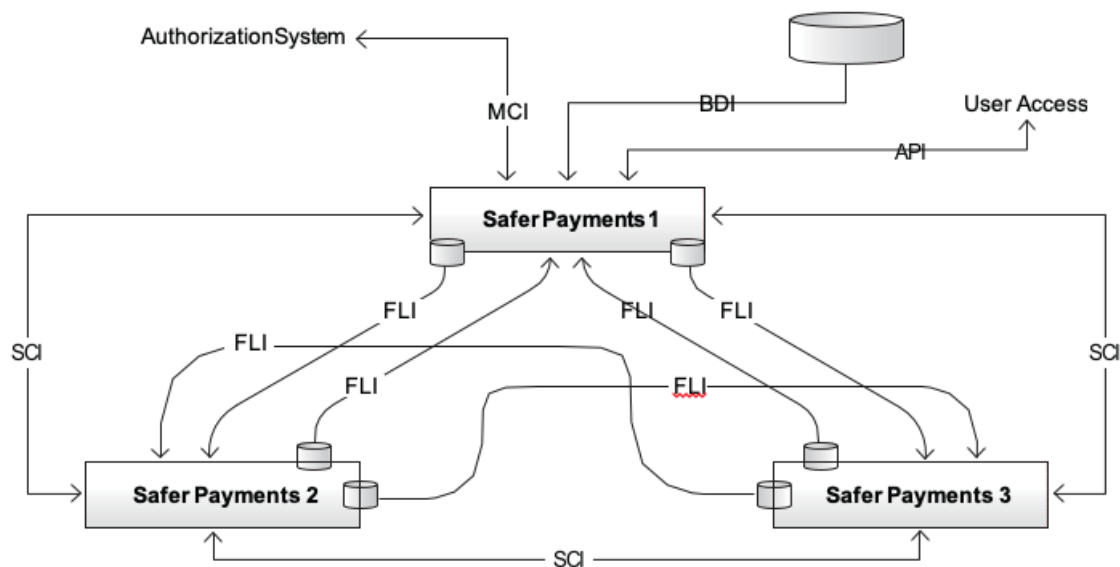 AuthorizationSystem
MCI
BDI
User Access
API
Safer Payments 1
SCI
SCI
FLI
FLI
FLI
FLI
FLI
FLI
Safer Payments 2
Safer Payments 3
SCI